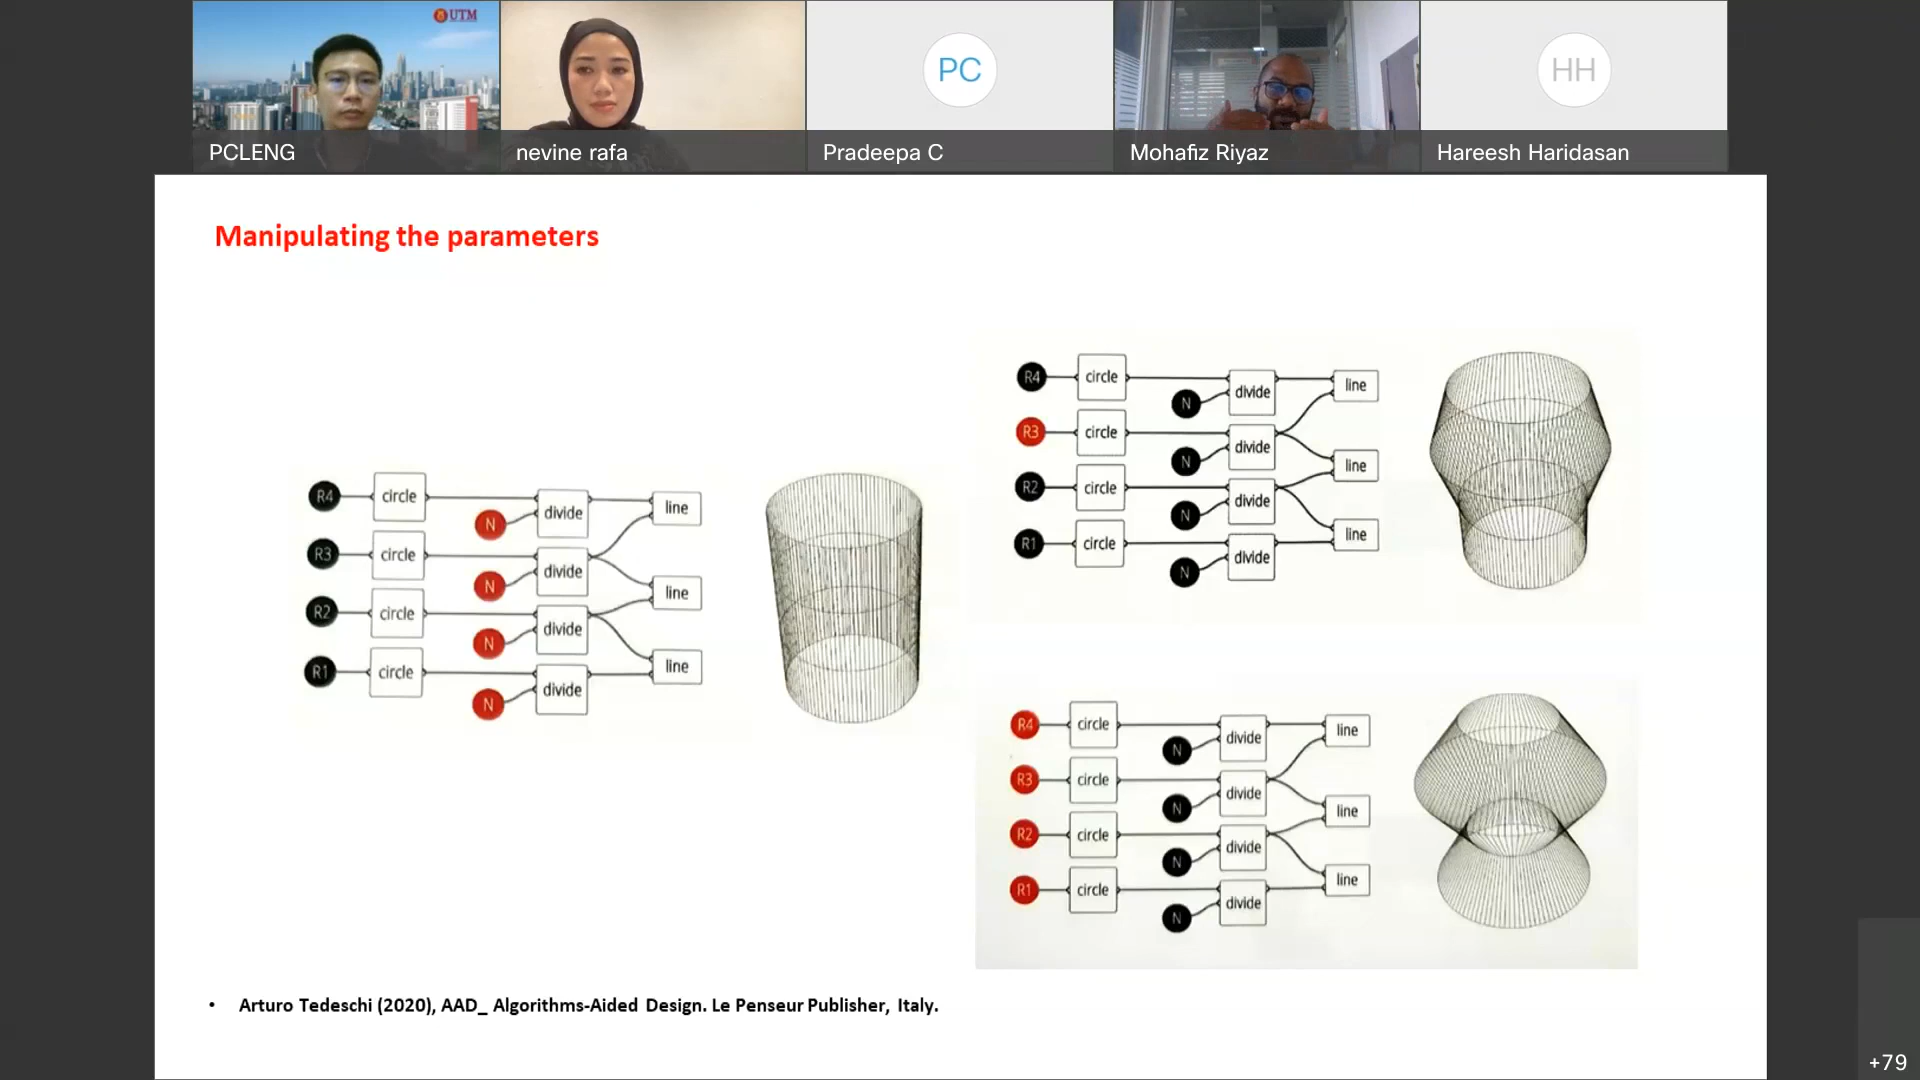 UTM
PC
HH
PCLENG
nevine rafa
Pradeepa C
Mohafiz Riyaz
Hareesh Haridasan
Manipulating the parameters
R4 circle N divide line
R3 circle N divide line
R2 circle N divide line
R1 circle N divide
R4 circle N divide line
R3 circle N divide line
R2 circle N divide line
R1 circle N divide
R4 circle N divide line
R3 circle N divide line
R2 circle N divide line
R1 circle N divide
• Arturo Tedeschi (2020), AAD_ Algorithms-Aided Design. Le Penseur Publisher, Italy.
+79